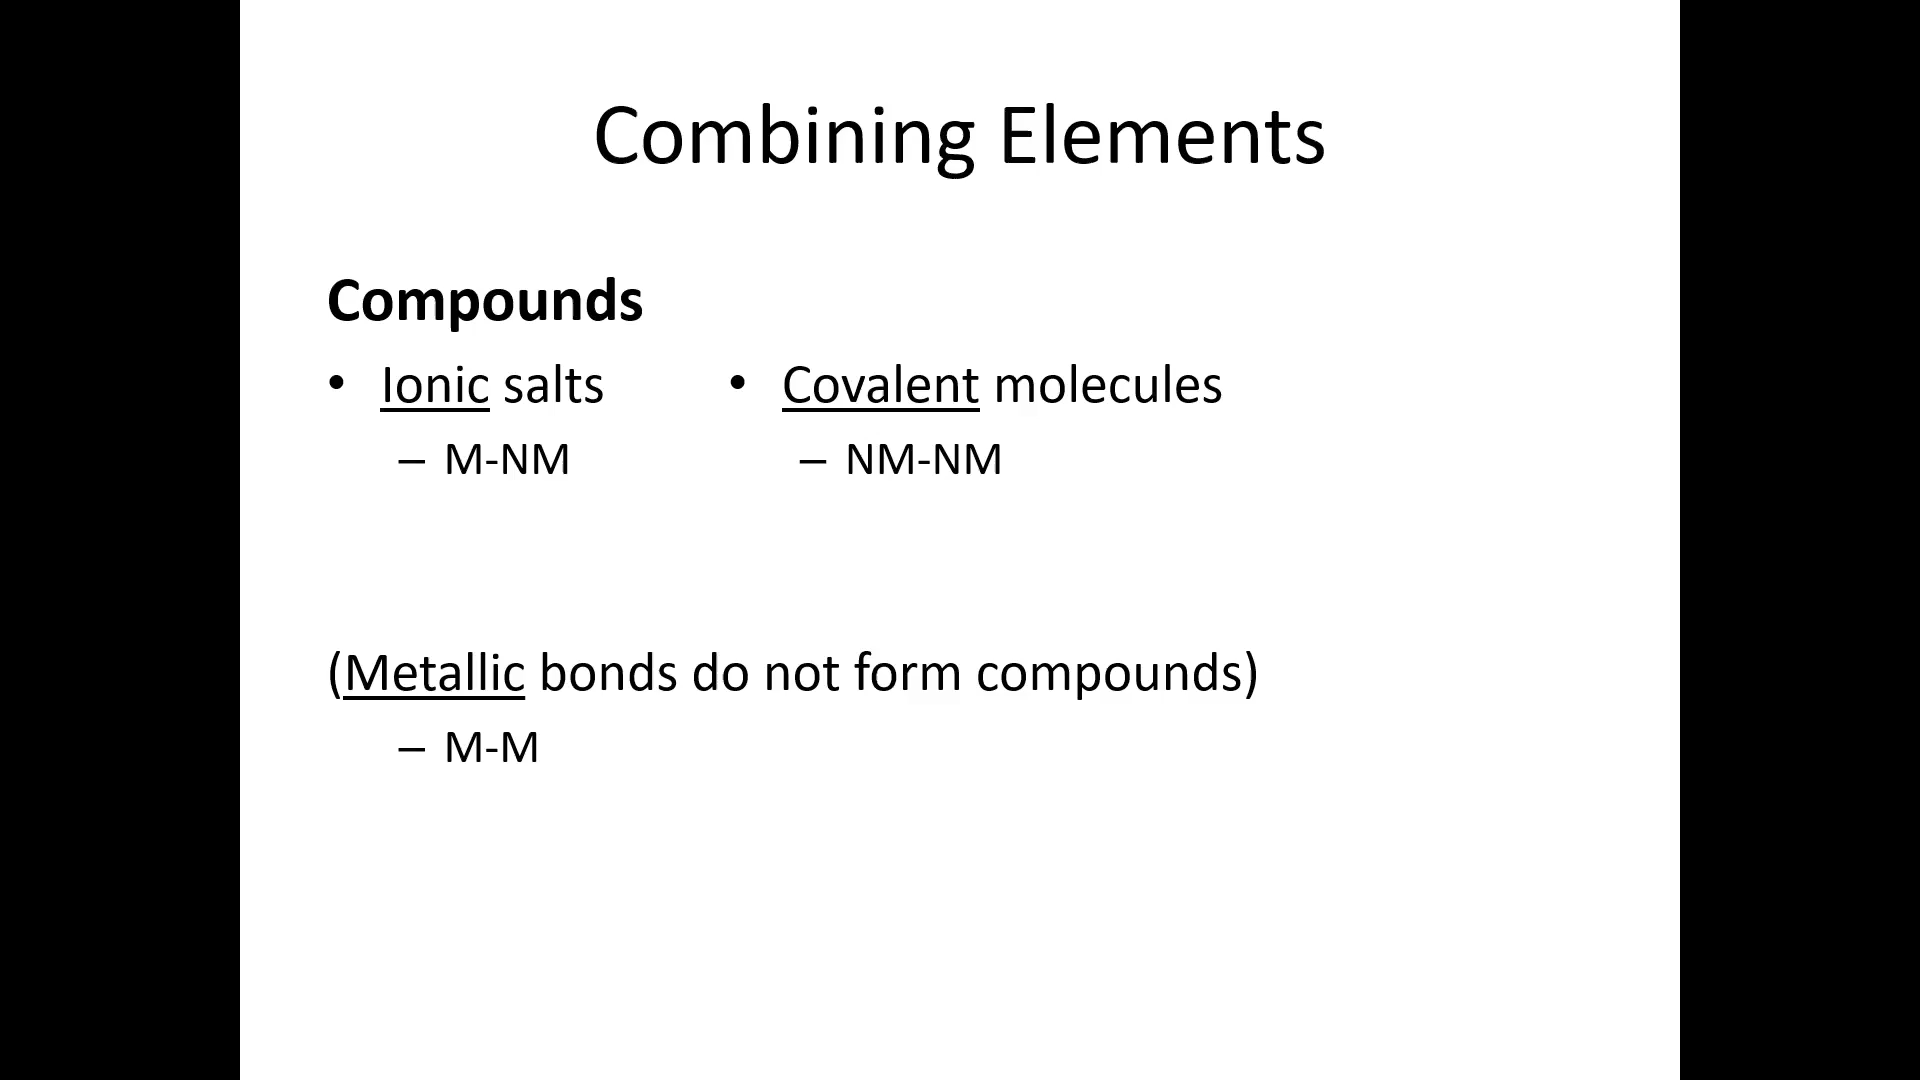 Combining Elements
Compounds
• Ionic salts
– M-NM
• Covalent molecules
– NM-NM
(Metallic bonds do not form compounds)
– M-M